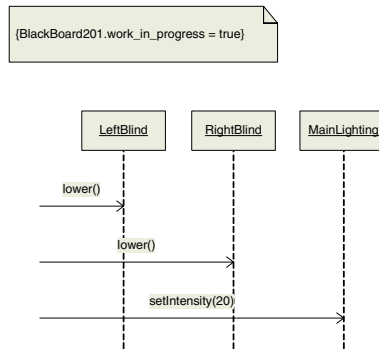 {BlackBoard201.work_in_progress = true}
LeftBlind
RightBlind
MainLighting
lower()
lower()
setIntensity(20)